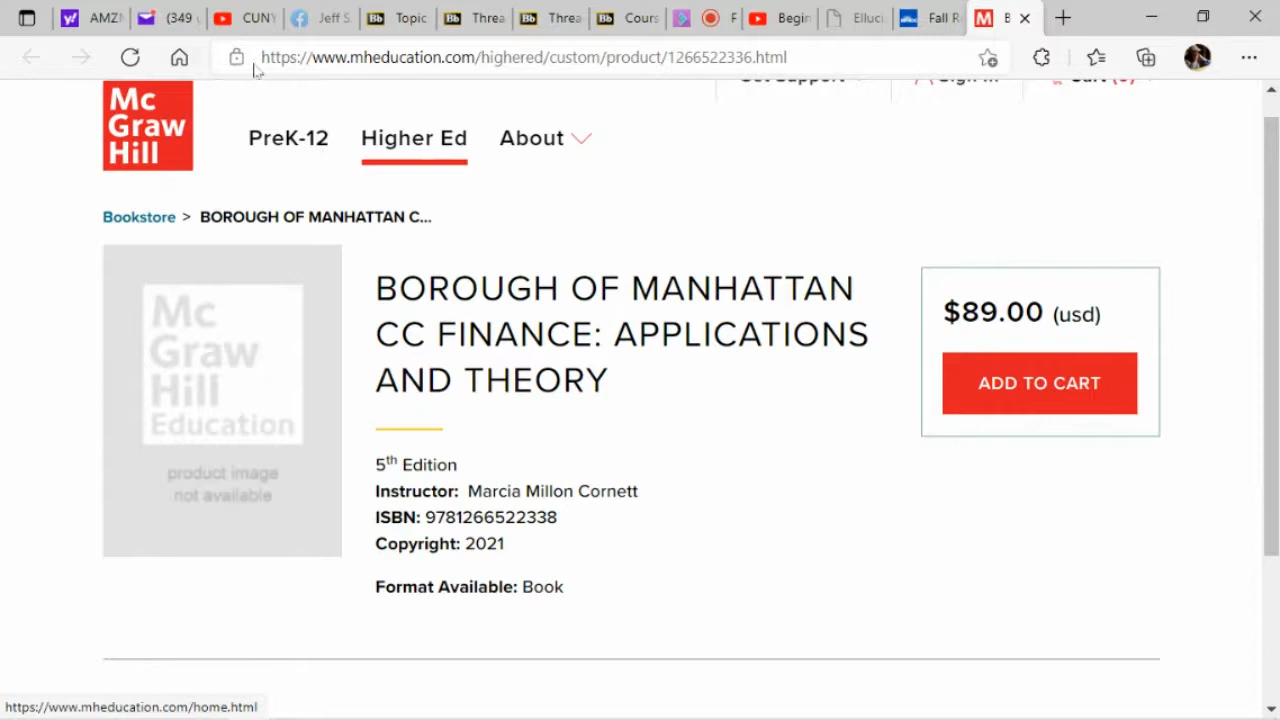 AMZN
(349
CUNY
Jeff S.
Topic
Threa
Threa
Cours
F
Begin
Elluci
Fall R
https://www.mheducation.com/highered/custom/product/1266522336.html
Mc
Graw
Hill
PreK-12
Higher Ed
About
Bookstore > BOROUGH OF MANHATTAN C...
Mc
Graw
Hill
Education
product image
not available
BOROUGH OF MANHATTAN
CC FINANCE: APPLICATIONS
AND THEORY
5th Edition
Instructor: Marcia Millon Cornett
ISBN: 9781266522338
Copyright: 2021
Format Available: Book
$89.00 (usd)
ADD TO CART
https://www.mheducation.com/home.html